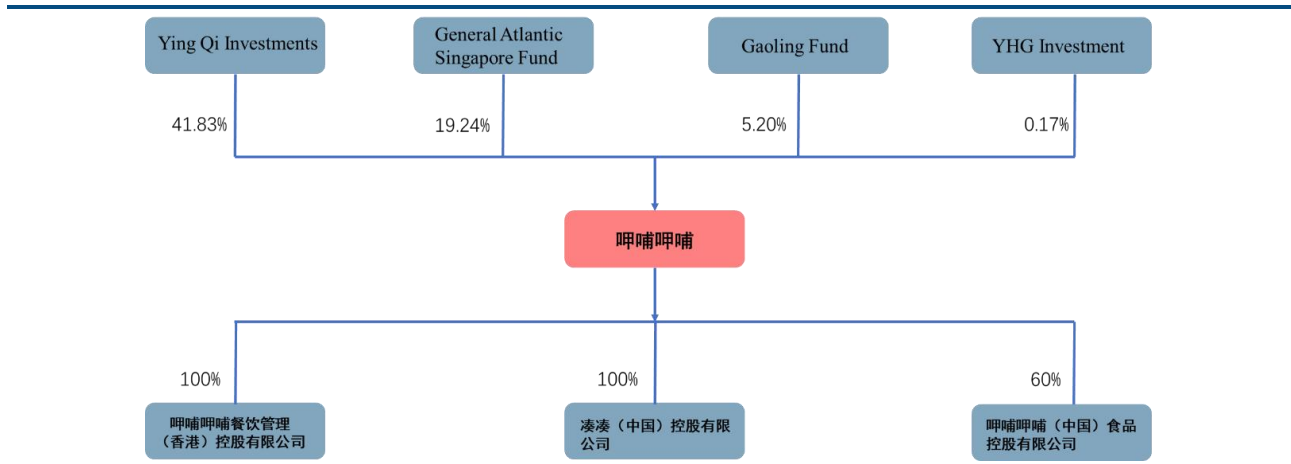 Ying Qi Investments
General Atlantic
Singapore Fund
Gaoling Fund
YHG Investment
41.83%
19.24%
5.20%
0.17%
呷哺呷哺
100%
100%
60%
呷哺呷哺餐饮管理
（香港）控股有限公司
凑凑（中国）控股有限
公司
呷哺呷哺（中国）食品
控股有限公司